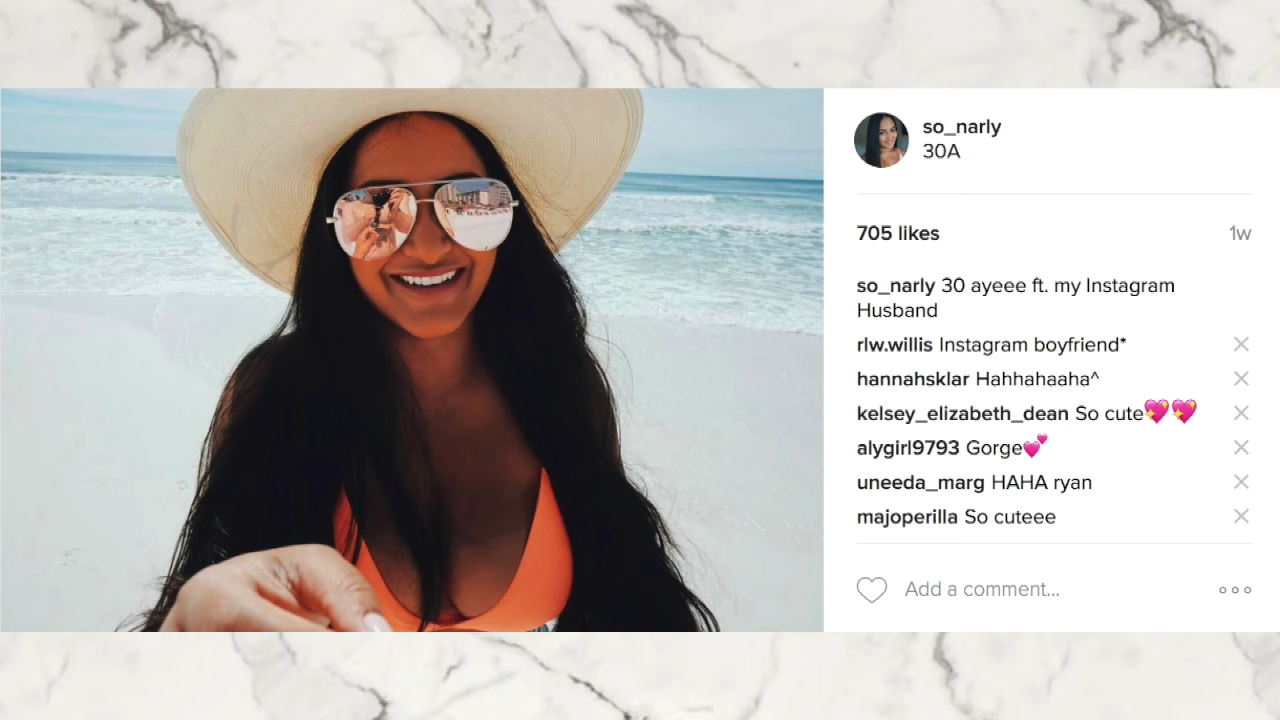 so_narly
30A
705 likes 1w
so_narly 30 ayeee ft. my Instagram
Husband
rlw.willis Instagram boyfriend*
hannahsklar Hahhahaaha^
kelsey_elizabeth_dean So cute💖💖
alygirl9793 Gorge💕
uneeda_marg HAHA ryan
majoperilla So cuteee
Add a comment...